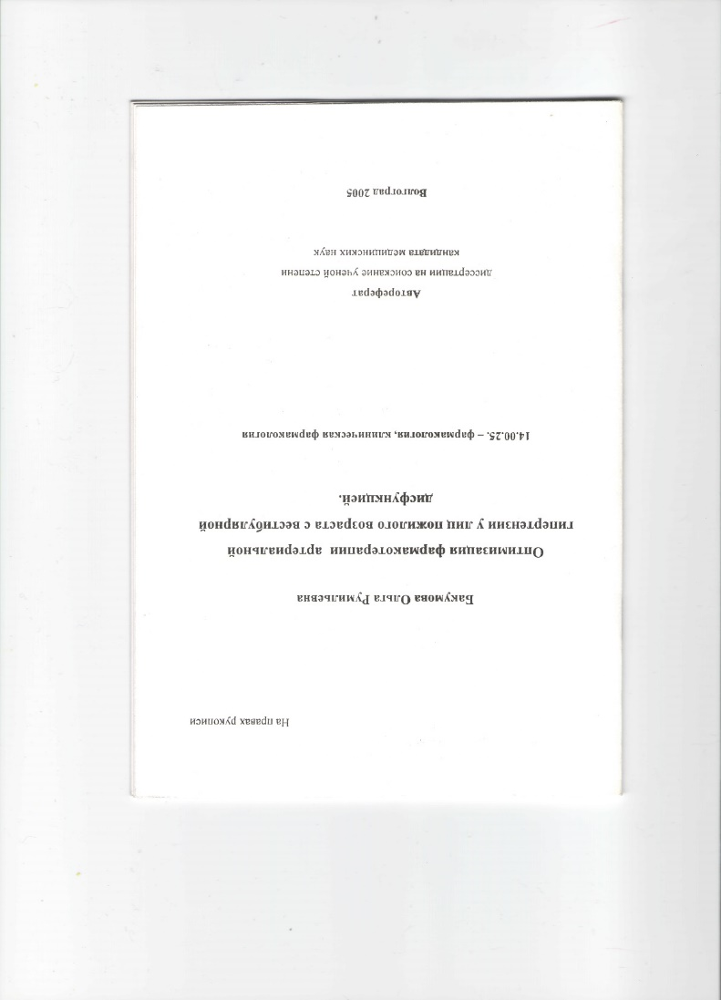 На правах рукописи
Бакумова Ольга Румильевна
Оптимизация фармакотерапии артериальной
гипертензии у лиц пожилого возраста с вестибулярной
дисфункцией.
14.00.25. – фармакология, клиническая фармакология
Автореферат
диссертации на соискание ученой степени
кандидата медицинских наук
Волгоград 2005